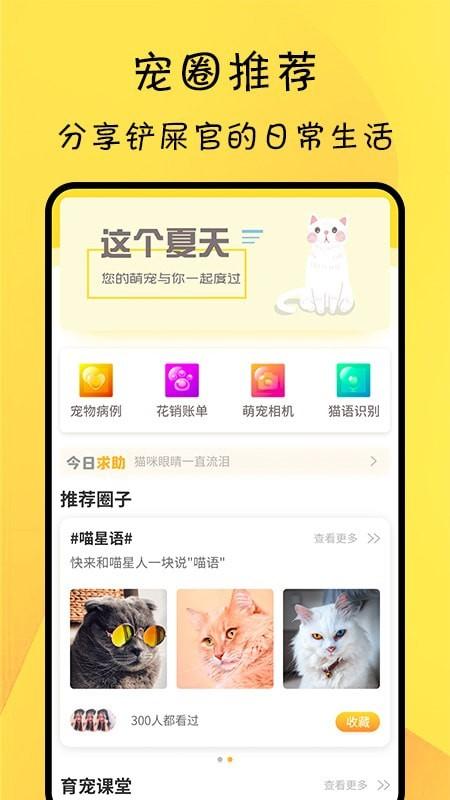 宠圈推荐
分享铲屎官的日常生活
这个夏天
您的萌宠与你一起度过
宠物病例 花销账单 萌宠相机 猫语识别
今日求助 猫咪眼睛一直流泪
推荐圈子
#喵星语# 查看更多 >>
快来和喵星人一块说"喵语"
300人都看过 收藏
育宠课堂 查看更多 >>